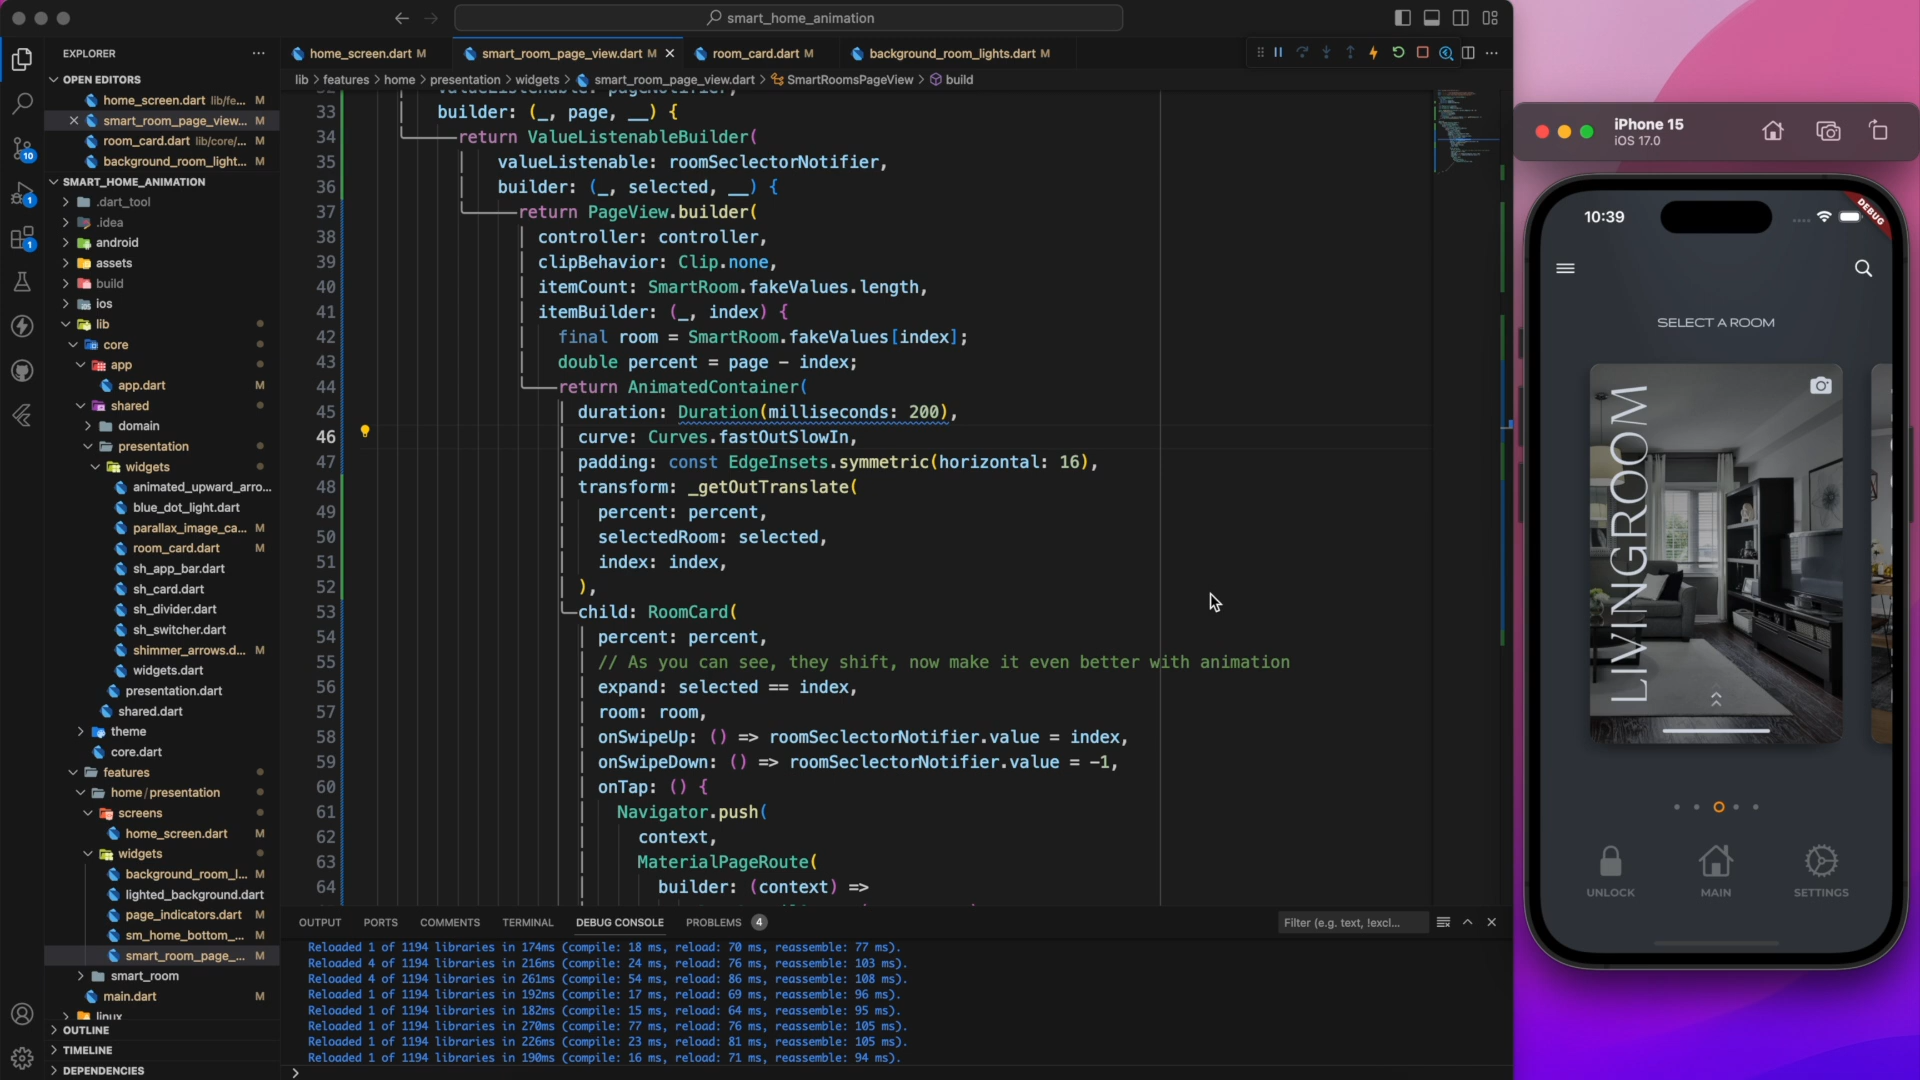 smart_home_animation
EXPLORER
home_screen.dart M
smart_room_page_view.dart M
room_card.dart M
background_room_lights.dart M
lib > features > home > presentation > widgets > smart_room_page_view.dart > SmartRoomsPageView > build
OPEN EDITORS
home_screen.dart lib/fe... M
smart_room_page_view... M
room_card.dart lib/core/... M
background_room_light... M
SMART_HOME_ANIMATION
.dart_tool
.idea
android
assets
build
ios
lib
core
app
app.dart M
shared
domain
presentation
widgets
animated_upward_arro...
blue_dot_light.dart
parallax_image_ca... M
room_card.dart M
sh_app_bar.dart
sh_card.dart
sh_divider.dart
sh_switcher.dart
shimmer_arrows.d... M
widgets.dart
presentation.dart
shared.dart
theme
core.dart
features
home/presentation
screens
home_screen.dart M
widgets
background_room_l... M
lighted_background.dart
page_indicators.dart M
sm_home_bottom_... M
smart_room_page_... M
smart_room
main.dart M
linux
OUTLINE
TIMELINE
DEPENDENCIES
10
1
1
32 valueListenable: pageNotifier,
33 builder: (_, page, __) {
34 return ValueListenableBuilder(
35 valueListenable: roomSeclectorNotifier,
36 builder: (_, selected, __) {
37 return PageView.builder(
38 controller: controller,
39 clipBehavior: Clip.none,
40 itemCount: SmartRoom.fakeValues.length,
41 itemBuilder: (_, index) {
42 final room = SmartRoom.fakeValues[index];
43 double percent = page - index;
44 return AnimatedContainer(
45 duration: Duration(milliseconds: 200),
46 curve: Curves.fastOutSlowIn,
47 padding: const EdgeInsets.symmetric(horizontal: 16),
48 transform: _getOutTranslate(
49 percent: percent,
50 selectedRoom: selected,
51 index: index,
52 ),
53 child: RoomCard(
54 percent: percent,
55 // As you can see, they shift, now make it even better with animation
56 expand: selected == index,
57 room: room,
58 onSwipeUp: () => roomSeclectorNotifier.value = index,
59 onSwipeDown: () => roomSeclectorNotifier.value = -1,
60 onTap: () {
61 Navigator.push(
62 context,
63 MaterialPageRoute(
64 builder: (context) =>
OUTPUT PORTS COMMENTS TERMINAL DEBUG CONSOLE PROBLEMS 4
Filter (e.g. text, !excl...
Reloaded 1 of 1194 libraries in 174ms (compile: 18 ms, reload: 70 ms, reassemble: 77 ms).
Reloaded 4 of 1194 libraries in 216ms (compile: 24 ms, reload: 76 ms, reassemble: 103 ms).
Reloaded 4 of 1194 libraries in 261ms (compile: 54 ms, reload: 86 ms, reassemble: 108 ms).
Reloaded 1 of 1194 libraries in 192ms (compile: 17 ms, reload: 69 ms, reassemble: 96 ms).
Reloaded 1 of 1194 libraries in 182ms (compile: 15 ms, reload: 64 ms, reassemble: 95 ms).
Reloaded 1 of 1194 libraries in 270ms (compile: 77 ms, reload: 76 ms, reassemble: 105 ms).
Reloaded 1 of 1194 libraries in 226ms (compile: 23 ms, reload: 81 ms, reassemble: 105 ms).
Reloaded 1 of 1194 libraries in 190ms (compile: 16 ms, reload: 71 ms, reassemble: 94 ms).
iPhone 15
iOS 17.0
10:39
DEBUG
SELECT A ROOM
LIVINGROOM
UNLOCK MAIN SETTINGS